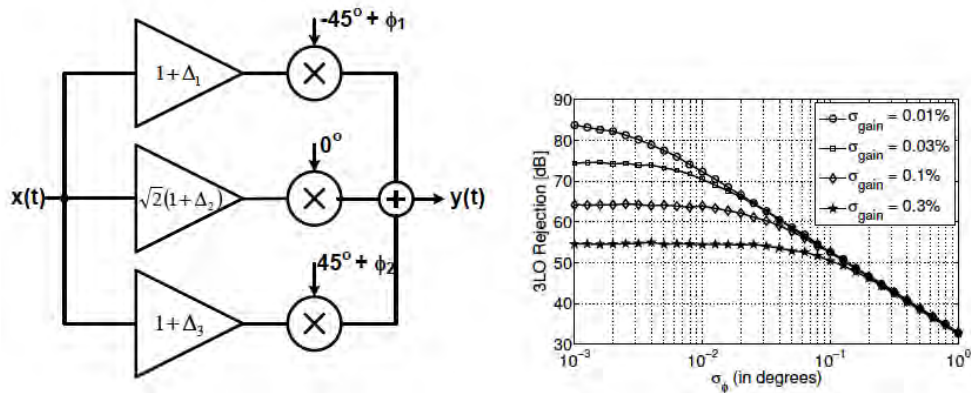 -45° + ϕ1
1+Δ1
0°
x(t)
√2(1+Δ2)
y(t)
45° + ϕ2
1+Δ3
3LO Rejection [dB]
90
80
70
60
50
40
30
σgain = 0.01%
σgain = 0.03%
σgain = 0.1%
σgain = 0.3%
10⁻³
10⁻²
10⁻¹
10⁰
σϕ (in degrees)